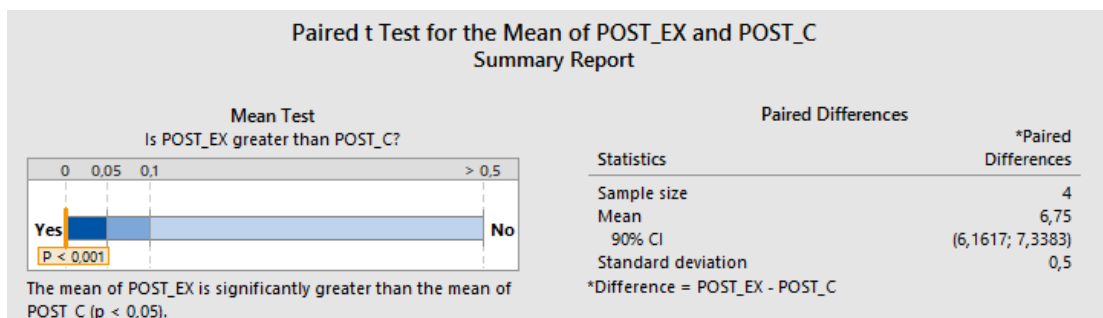 Paired t Test for the Mean of POST_EX and POST_C
Summary Report
Mean Test
Is POST_EX greater than POST_C?
0 0,05 0,1 > 0,5
Yes No
P < 0,001
The mean of POST_EX is significantly greater than the mean of
POST_C (p < 0,05).
Paired Differences
*Paired
Statistics Differences
Sample size 4
Mean 6,75
90% CI (6,1617; 7,3383)
Standard deviation 0,5
*Difference = POST_EX - POST_C